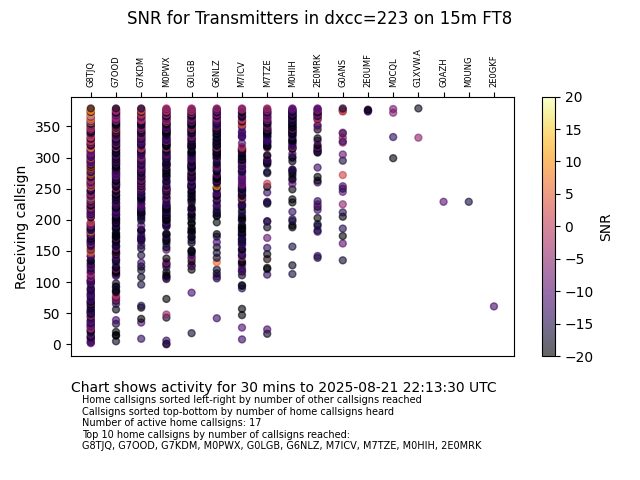 SNR for Transmitters in dxcc=223 on 15m FT8
G8TJQ G7OOD G7KDM M0PWX G0LGB G6NLZ M7ICV M7TZE M0HIH 2E0MRK G0ANS 2E0UMF M0CQL G1XVW.A G0AZH M0UNG 2E0GKF
Receiving callsign
350
300
250
200
150
100
50
0
20
15
10
5
0
−5
−10
−15
−20
SNR
Chart shows activity for 30 mins to 2025-08-21 22:13:30 UTC
Home callsigns sorted left-right by number of other callsigns reached
Callsigns sorted top-bottom by number of home callsigns heard
Number of active home callsigns: 17
Top 10 home callsigns by number of callsigns reached:
G8TJQ, G7OOD, G7KDM, M0PWX, G0LGB, G6NLZ, M7ICV, M7TZE, M0HIH, 2E0MRK